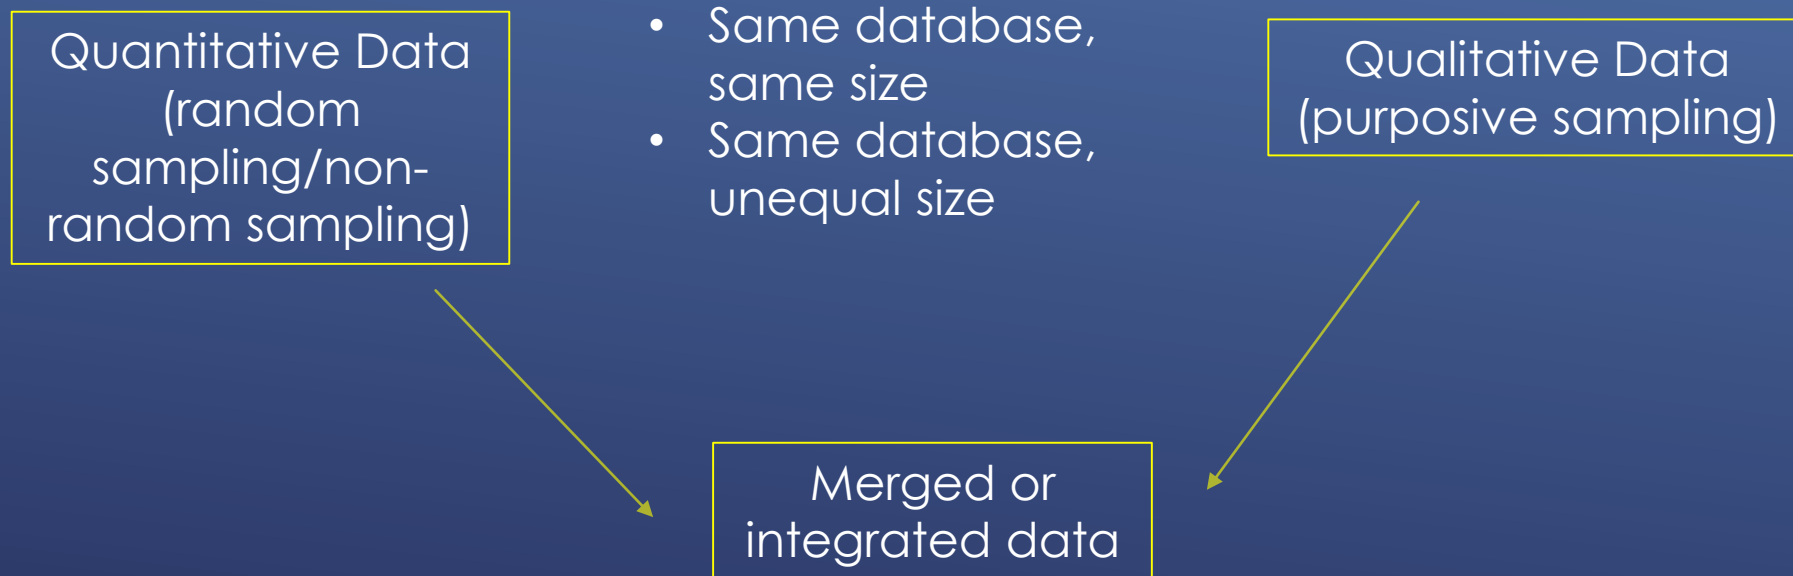 Quantitative Data
(random
sampling/non-
random sampling)
• Same database,
same size
• Same database,
unequal size
Qualitative Data
(purposive sampling)
Merged or
integrated data